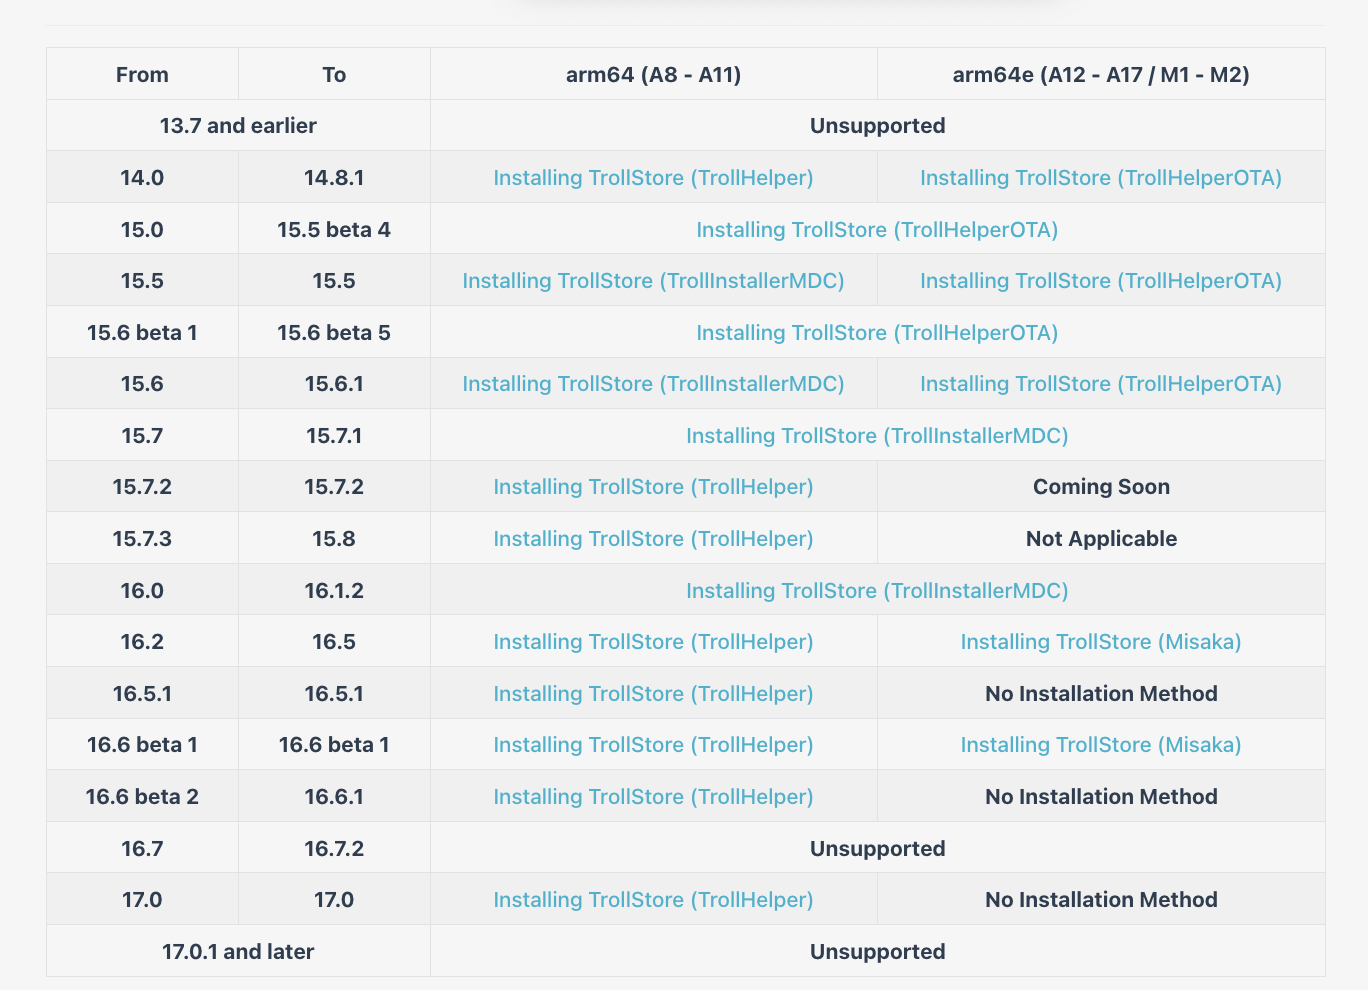 From To arm64 (A8 - A11) arm64e (A12 - A17 / M1 - M2)
13.7 and earlier Unsupported
14.0 14.8.1 Installing TrollStore (TrollHelper) Installing TrollStore (TrollHelperOTA)
15.0 15.5 beta 4 Installing TrollStore (TrollHelperOTA)
15.5 15.5 Installing TrollStore (TrollInstallerMDC) Installing TrollStore (TrollHelperOTA)
15.6 beta 1 15.6 beta 5 Installing TrollStore (TrollHelperOTA)
15.6 15.6.1 Installing TrollStore (TrollInstallerMDC) Installing TrollStore (TrollHelperOTA)
15.7 15.7.1 Installing TrollStore (TrollInstallerMDC)
15.7.2 15.7.2 Installing TrollStore (TrollHelper) Coming Soon
15.7.3 15.8 Installing TrollStore (TrollHelper) Not Applicable
16.0 16.1.2 Installing TrollStore (TrollInstallerMDC)
16.2 16.5 Installing TrollStore (TrollHelper) Installing TrollStore (Misaka)
16.5.1 16.5.1 Installing TrollStore (TrollHelper) No Installation Method
16.6 beta 1 16.6 beta 1 Installing TrollStore (TrollHelper) Installing TrollStore (Misaka)
16.6 beta 2 16.6.1 Installing TrollStore (TrollHelper) No Installation Method
16.7 16.7.2 Unsupported
17.0 17.0 Installing TrollStore (TrollHelper) No Installation Method
17.0.1 and later Unsupported